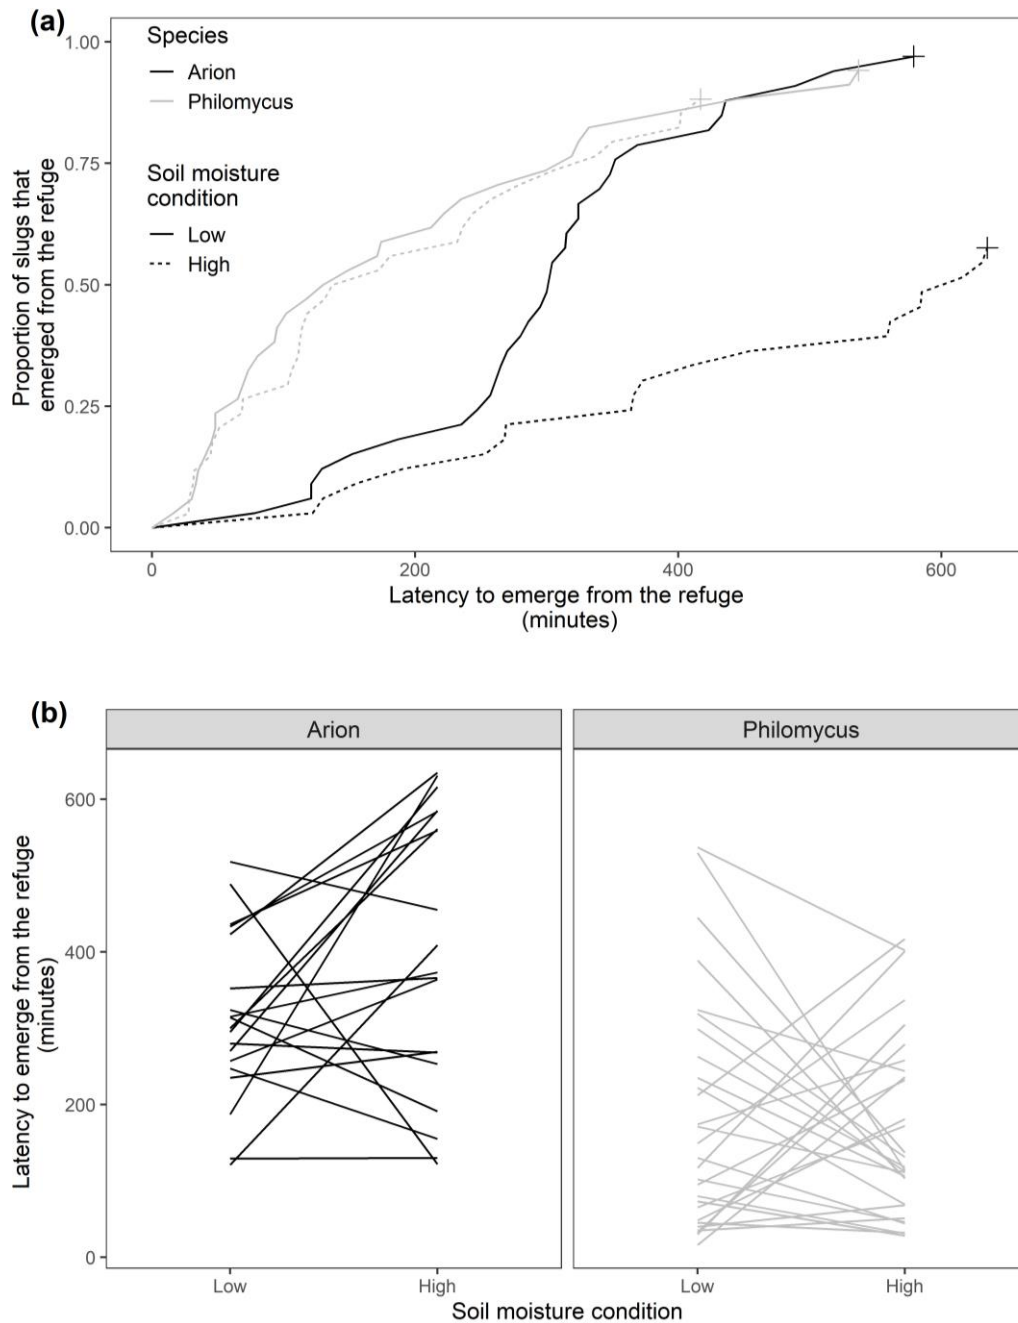 (a)
Species
Arion
Philomycus
Soil moisture
condition
Low
High
Proportion of slugs that
emerged from the refuge
1.00
0.75
0.50
0.25
0.00
0
200
400
600
Latency to emerge from the refuge
(minutes)
(b)
Arion
Philomycus
Latency to emerge from the refuge
(minutes)
600
400
200
0
Low
High
Low
High
Soil moisture condition